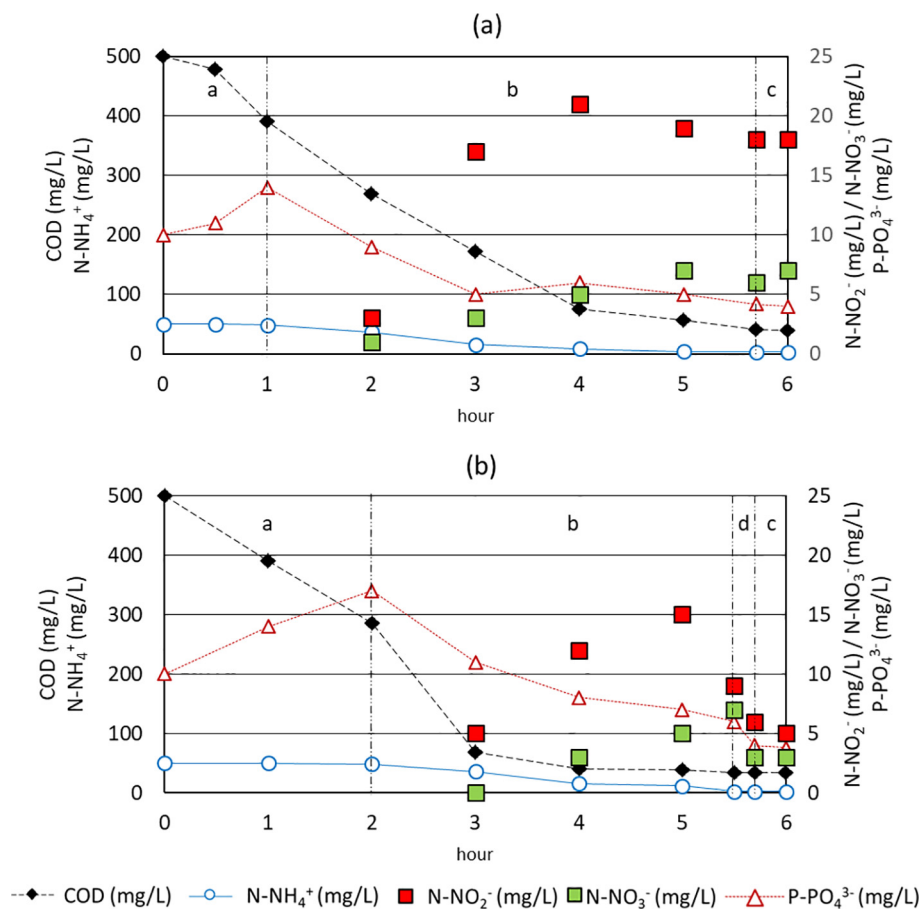 (a)
500
400
300
200
100
0
25
20
15
10
5
0
a
b
c
COD (mg/L)
N-NH₄⁺ (mg/L)
N-NO₂⁻ (mg/L) / N-NO₃⁻ (mg/L)
P-PO₄³⁻ (mg/L)
0 1 2 3 4 5 6
hour
(b)
500
400
300
200
100
0
25
20
15
10
5
0
a
b
d
c
COD (mg/L)
N-NH₄⁺ (mg/L)
N-NO₂⁻ (mg/L) / N-NO₃⁻ (mg/L)
P-PO₄³⁻ (mg/L)
0 1 2 3 4 5 6
hour
COD (mg/L) N-NH₄⁺ (mg/L) N-NO₂⁻ (mg/L) N-NO₃⁻ (mg/L) P-PO₄³⁻ (mg/L)